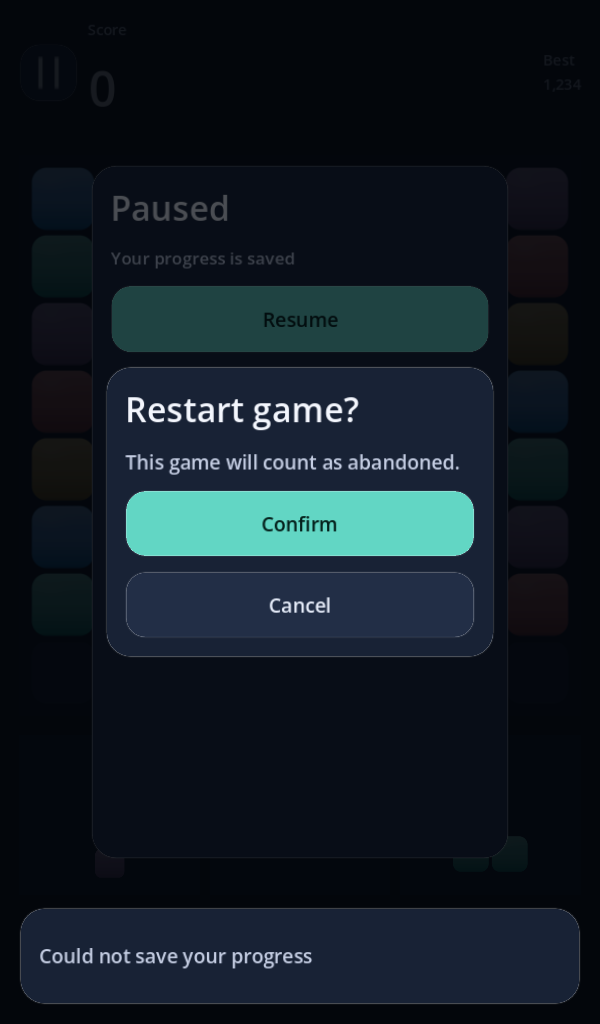 Score
0
Best
1,234
Paused
Your progress is saved
Resume
Restart game?
This game will count as abandoned.
Confirm
Cancel
Could not save your progress